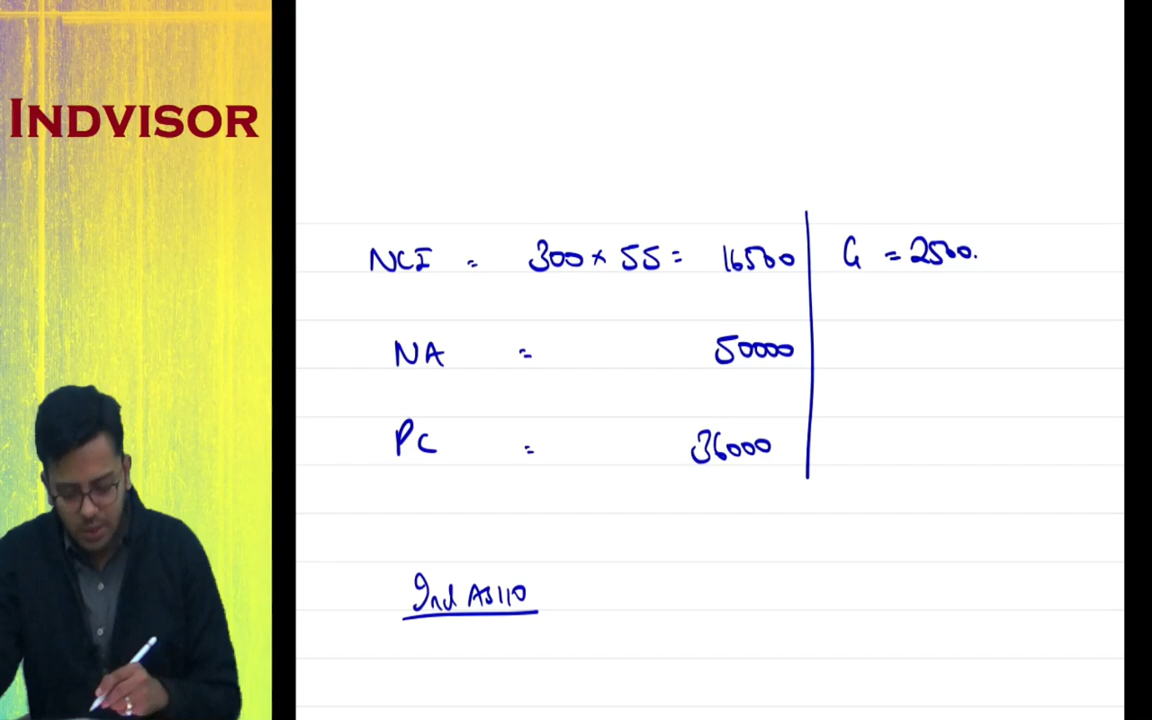 INDVISOR
NCI = 300 × 55 = 16500 G = 2500.
NA = 50000
PC = 36000
Ind AS110